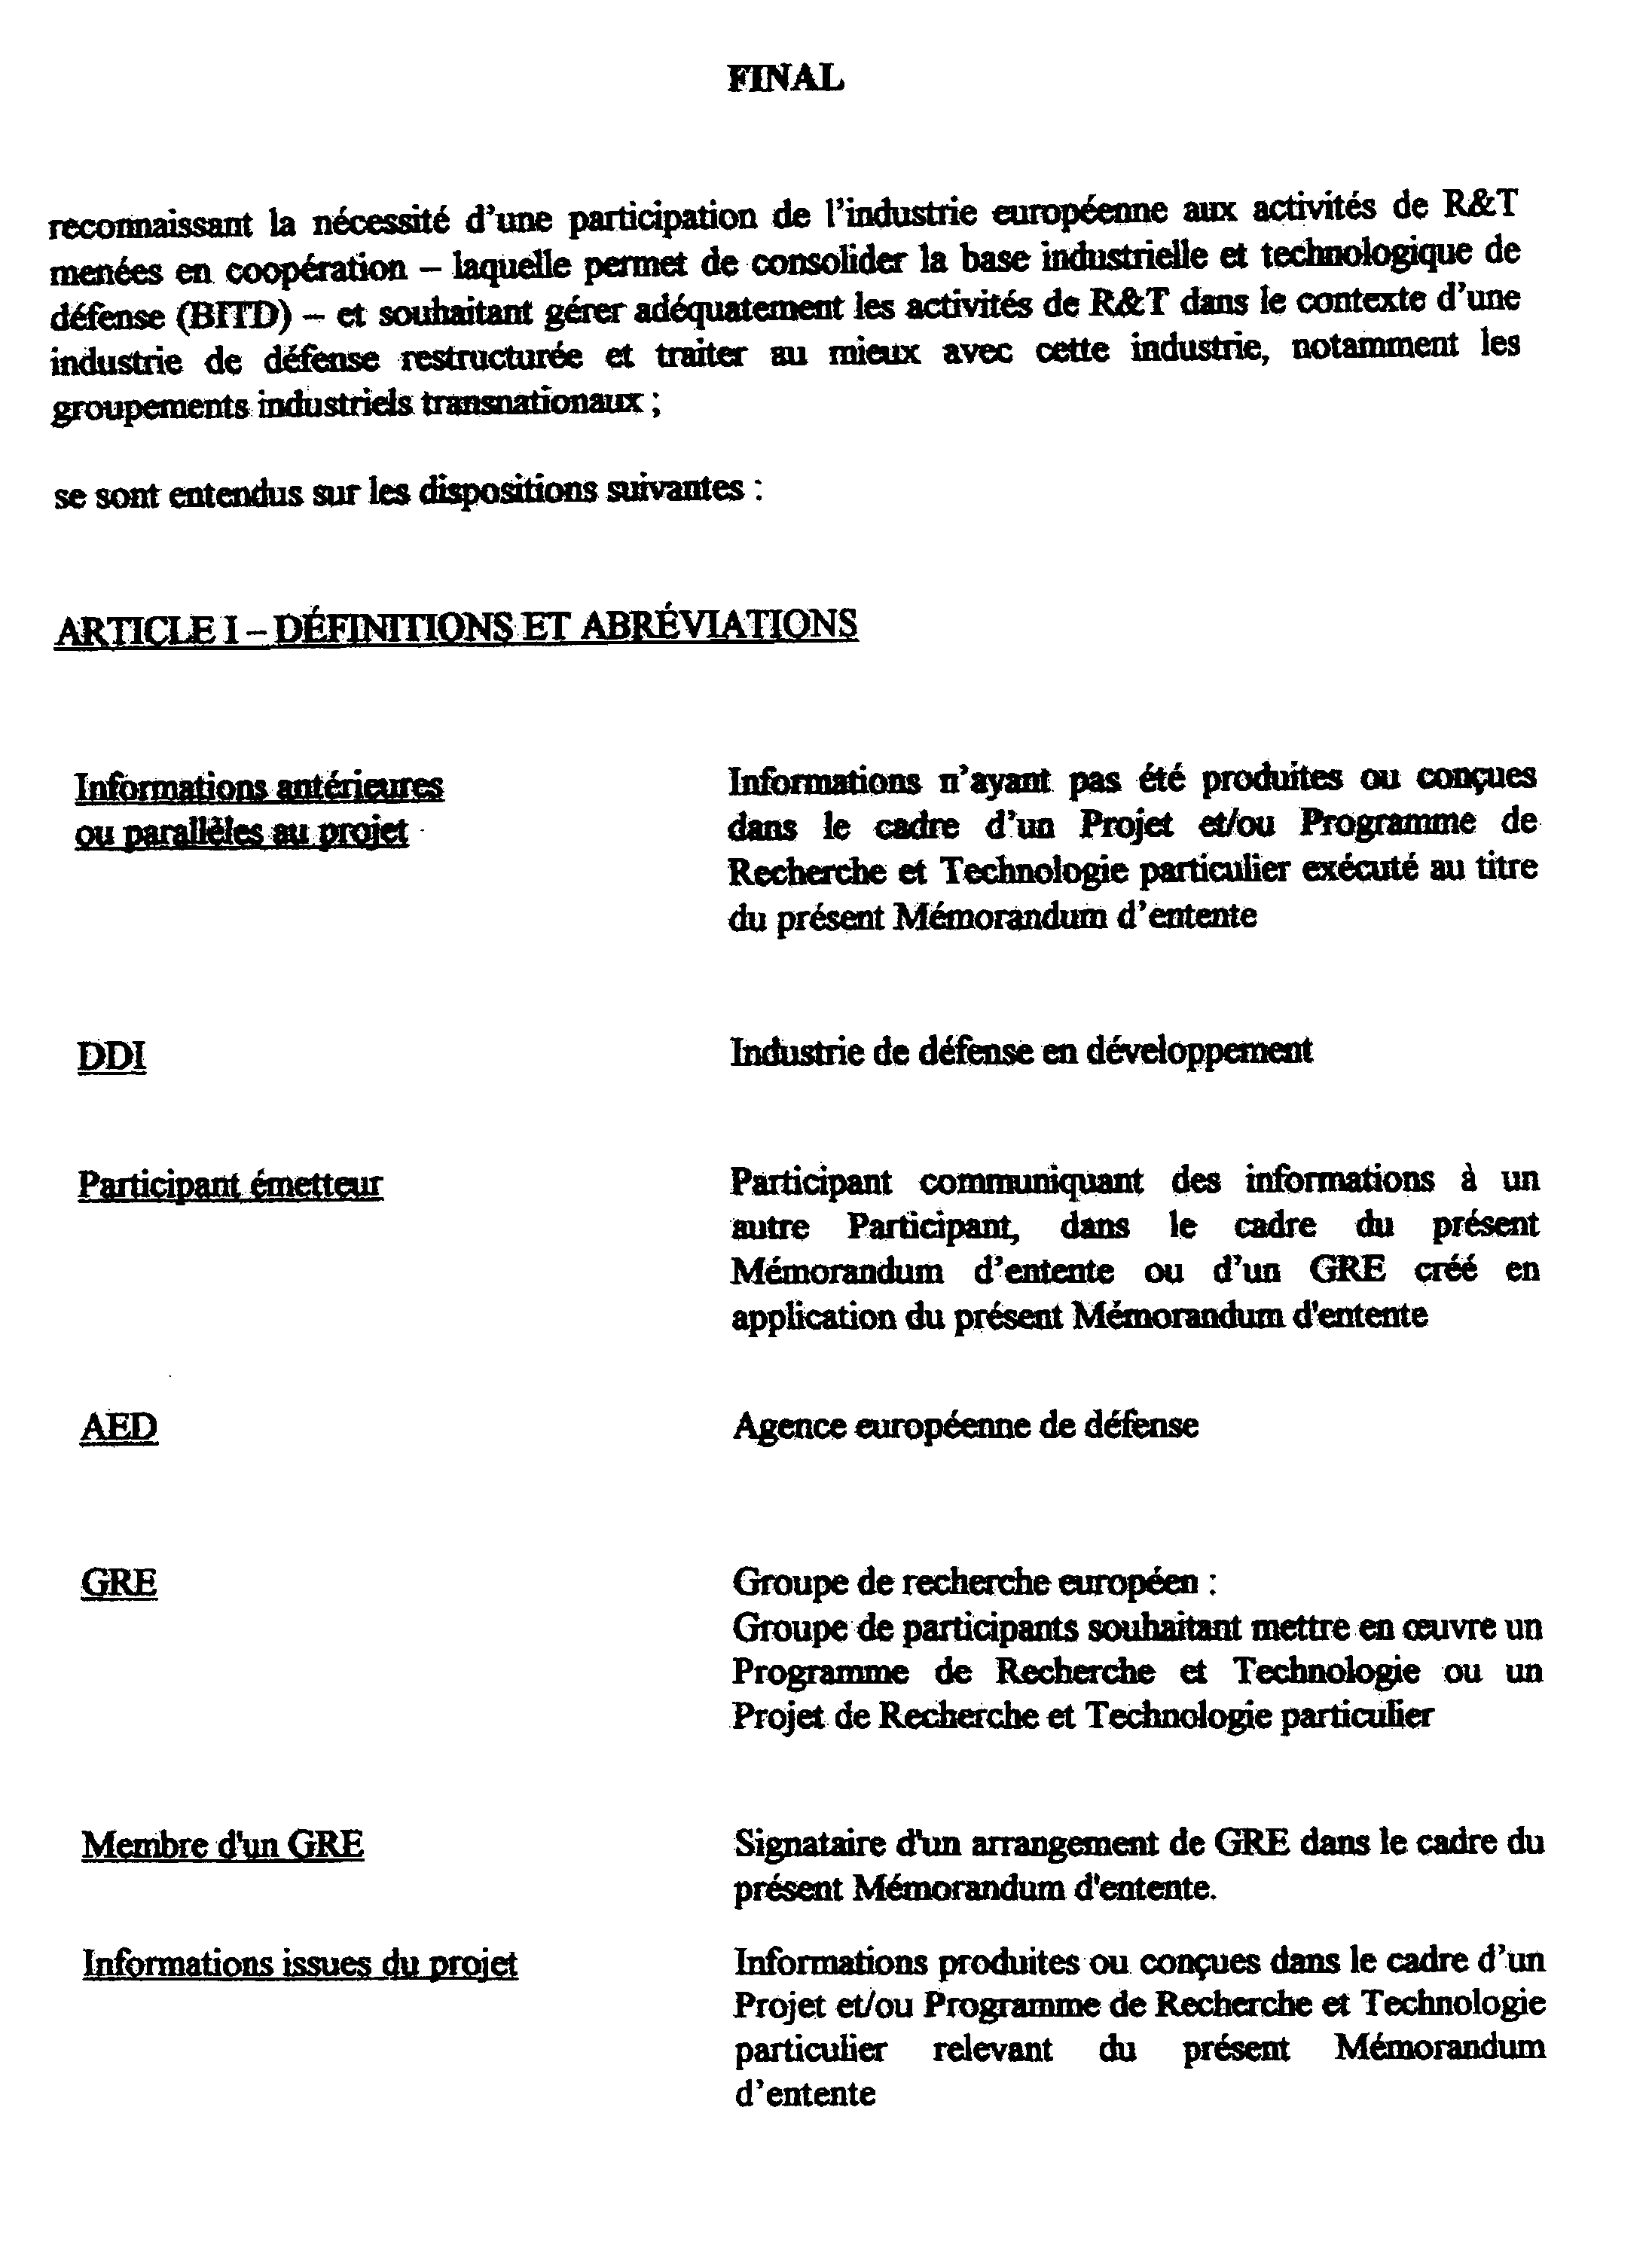 FINAL
reconnaissant la nécessité d'une participation de l'industrie européenne aux activités de R&T
menées en coopération – laquelle permet de consolider la base industrielle et technologique de
défense (BITD) – et souhaitant gérer adéquatement les activités de R&T dans le contexte d'une
industrie de défense restructurée et traiter au mieux avec cette industrie, notamment les
groupements industriels transnationaux ;
se sont entendus sur les dispositions suivantes :
ARTICLE I – DÉFINITIONS ET ABRÉVIATIONS
Informations antérieures
ou parallèles au projet
Informations n'ayant pas été produites ou conçues
dans le cadre d'un Projet et/ou Programme de
Recherche et Technologie particulier exécuté au titre
du présent Mémorandum d'entente
DDI
Industrie de défense en développement
Participant émetteur
Participant communiquant des informations à un
autre Participant, dans le cadre du présent
Mémorandum d'entente ou d'un GRE créé en
application du présent Mémorandum d'entente
AED
Agence européenne de défense
GRE
Groupe de recherche européen :
Groupe de participants souhaitant mettre en œuvre un
Programme de Recherche et Technologie ou un
Projet de Recherche et Technologie particulier
Membre d'un GRE
Signataire d'un arrangement de GRE dans le cadre du
présent Mémorandum d'entente.
Informations issues du projet
Informations produites ou conçues dans le cadre d'un
Projet et/ou Programme de Recherche et Technologie
particulier relevant du présent Mémorandum
d'entente